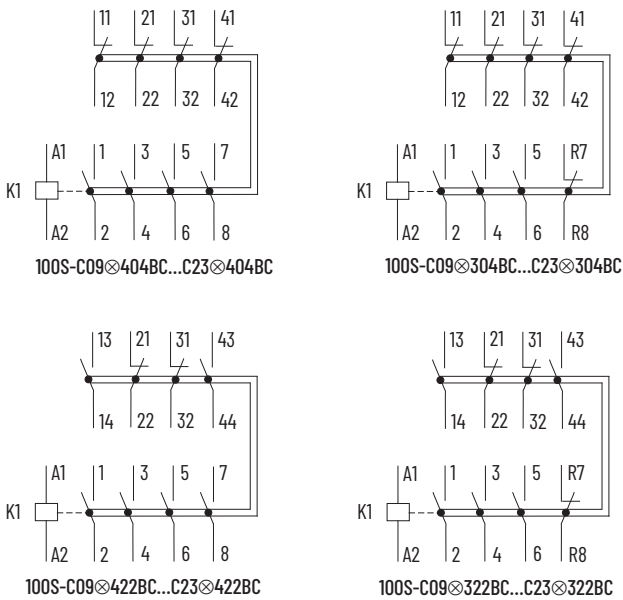 11 21 31 41
12 22 32 42
A1 1 3 5 7
K1
A2 2 4 6 8
100S-C09⊗404BC...C23⊗404BC
11 21 31 41
12 22 32 42
A1 1 3 5 R7
K1
A2 2 4 6 R8
100S-C09⊗304BC...C23⊗304BC
13 21 31 43
14 22 32 44
A1 1 3 5 7
K1
A2 2 4 6 8
100S-C09⊗422BC...C23⊗422BC
13 21 31 43
14 22 32 44
A1 1 3 5 R7
K1
A2 2 4 6 R8
100S-C09⊗322BC...C23⊗322BC